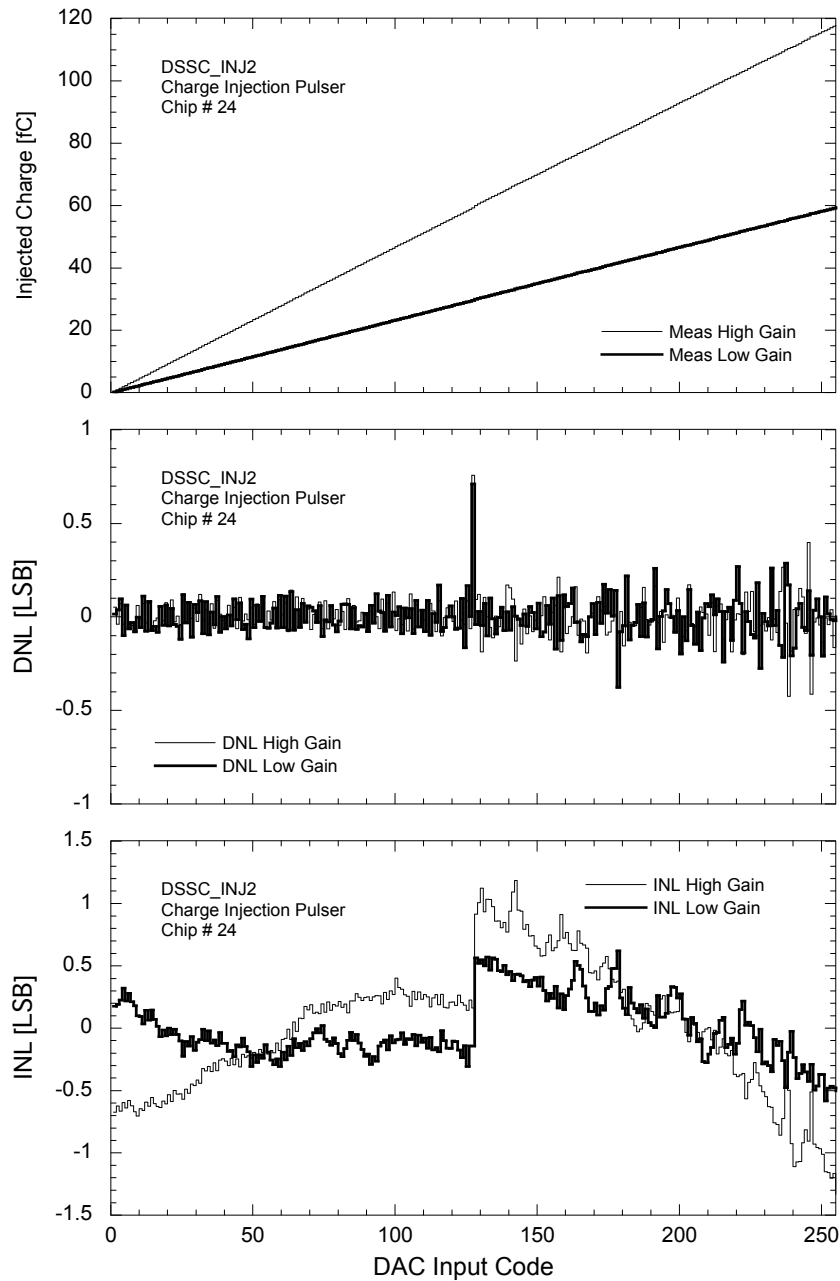 120
100
80
60
40
20
0
Injected Charge [fC]
DSSC_INJ2
Charge Injection Pulser
Chip # 24
Meas High Gain
Meas Low Gain
1
0.5
0
-0.5
-1
DNL [LSB]
DSSC_INJ2
Charge Injection Pulser
Chip # 24
DNL High Gain
DNL Low Gain
1.5
1
0.5
0
-0.5
-1
-1.5
INL [LSB]
DSSC_INJ2
Charge Injection Pulser
Chip # 24
INL High Gain
INL Low Gain
0 50 100 150 200 250
DAC Input Code